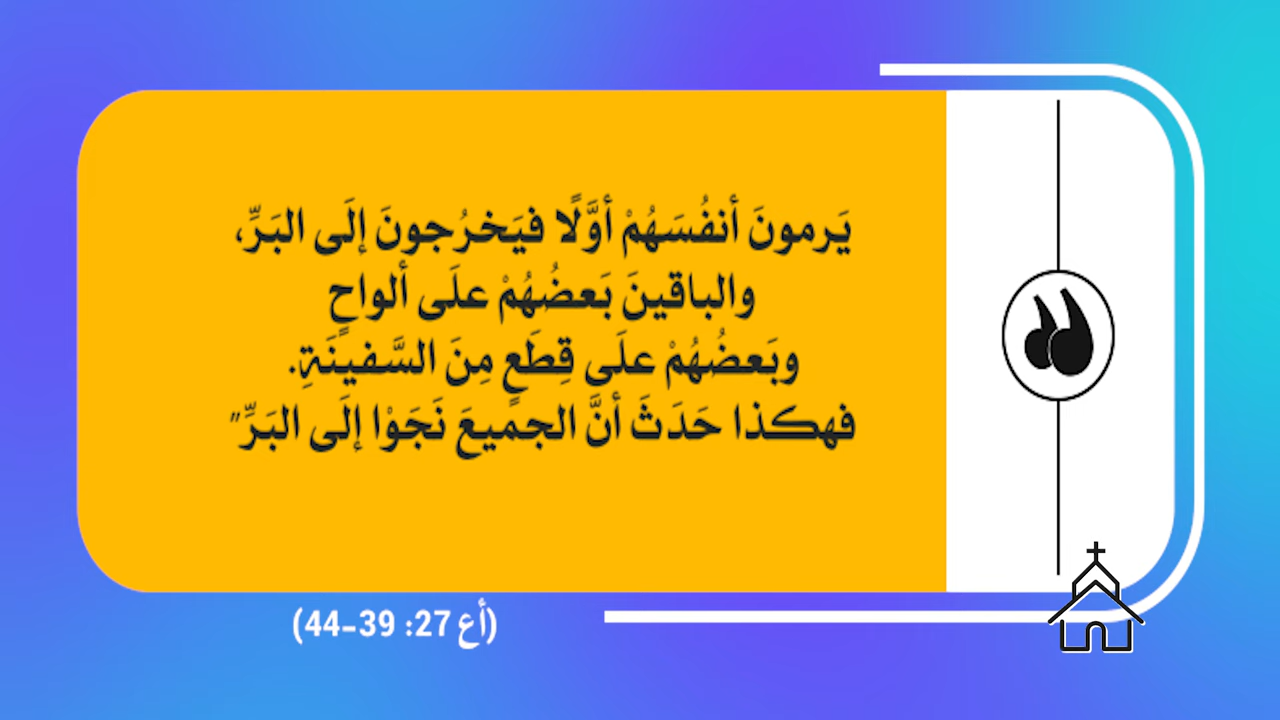 يَرمونَ أنفُسَهُمْ أوَّلًا فيَخرُجونَ إلَى البَرِّ،
والباقينَ بَعضُهُمْ علَى ألواحٍ
وبَعضُهُمْ علَى قِطَعٍ مِنَ السَّفينَةِ.
فهكذا حَدَثَ أنَّ الجميعَ نَجَوْا إلَى البَرِّ"
(أع 27: 39-44)